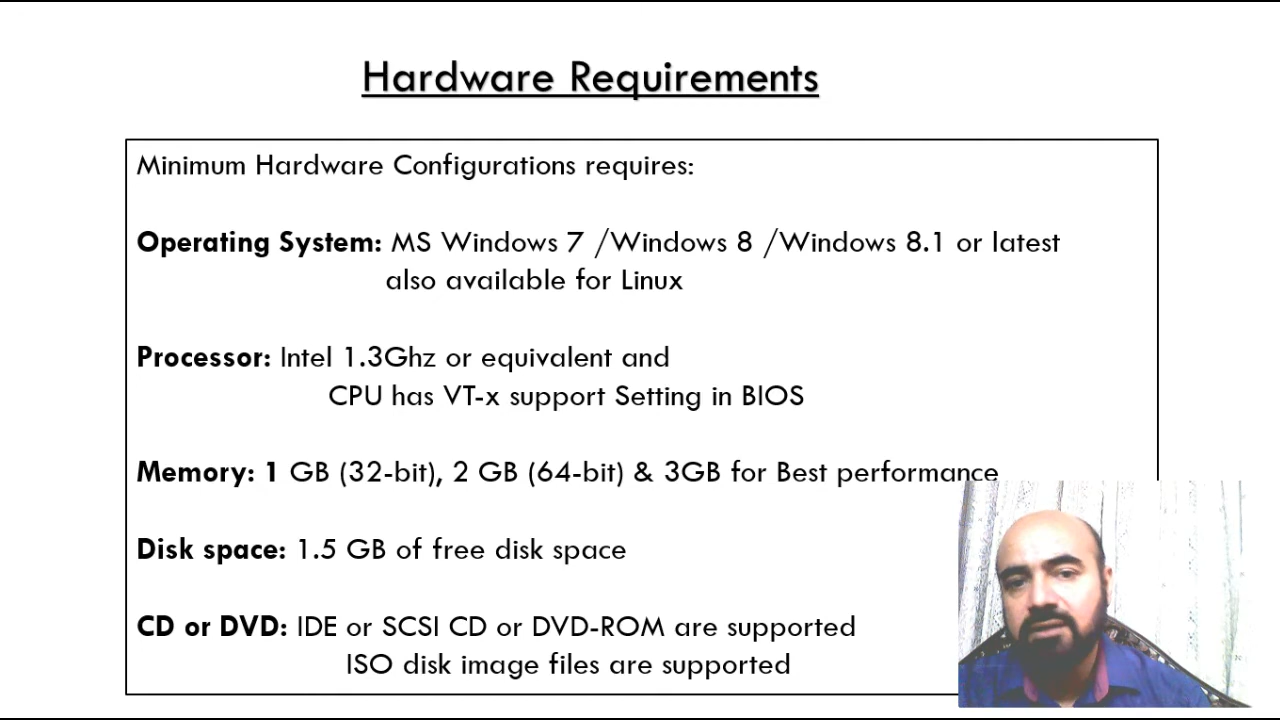 Hardware Requirements
Minimum Hardware Configurations requires:
Operating System: MS Windows 7 /Windows 8 /Windows 8.1 or latest
also available for Linux
Processor: Intel 1.3Ghz or equivalent and
CPU has VT-x support Setting in BIOS
Memory: 1 GB (32-bit), 2 GB (64-bit) & 3GB for Best performance
Disk space: 1.5 GB of free disk space
CD or DVD: IDE or SCSI CD or DVD-ROM are supported
ISO disk image files are supported